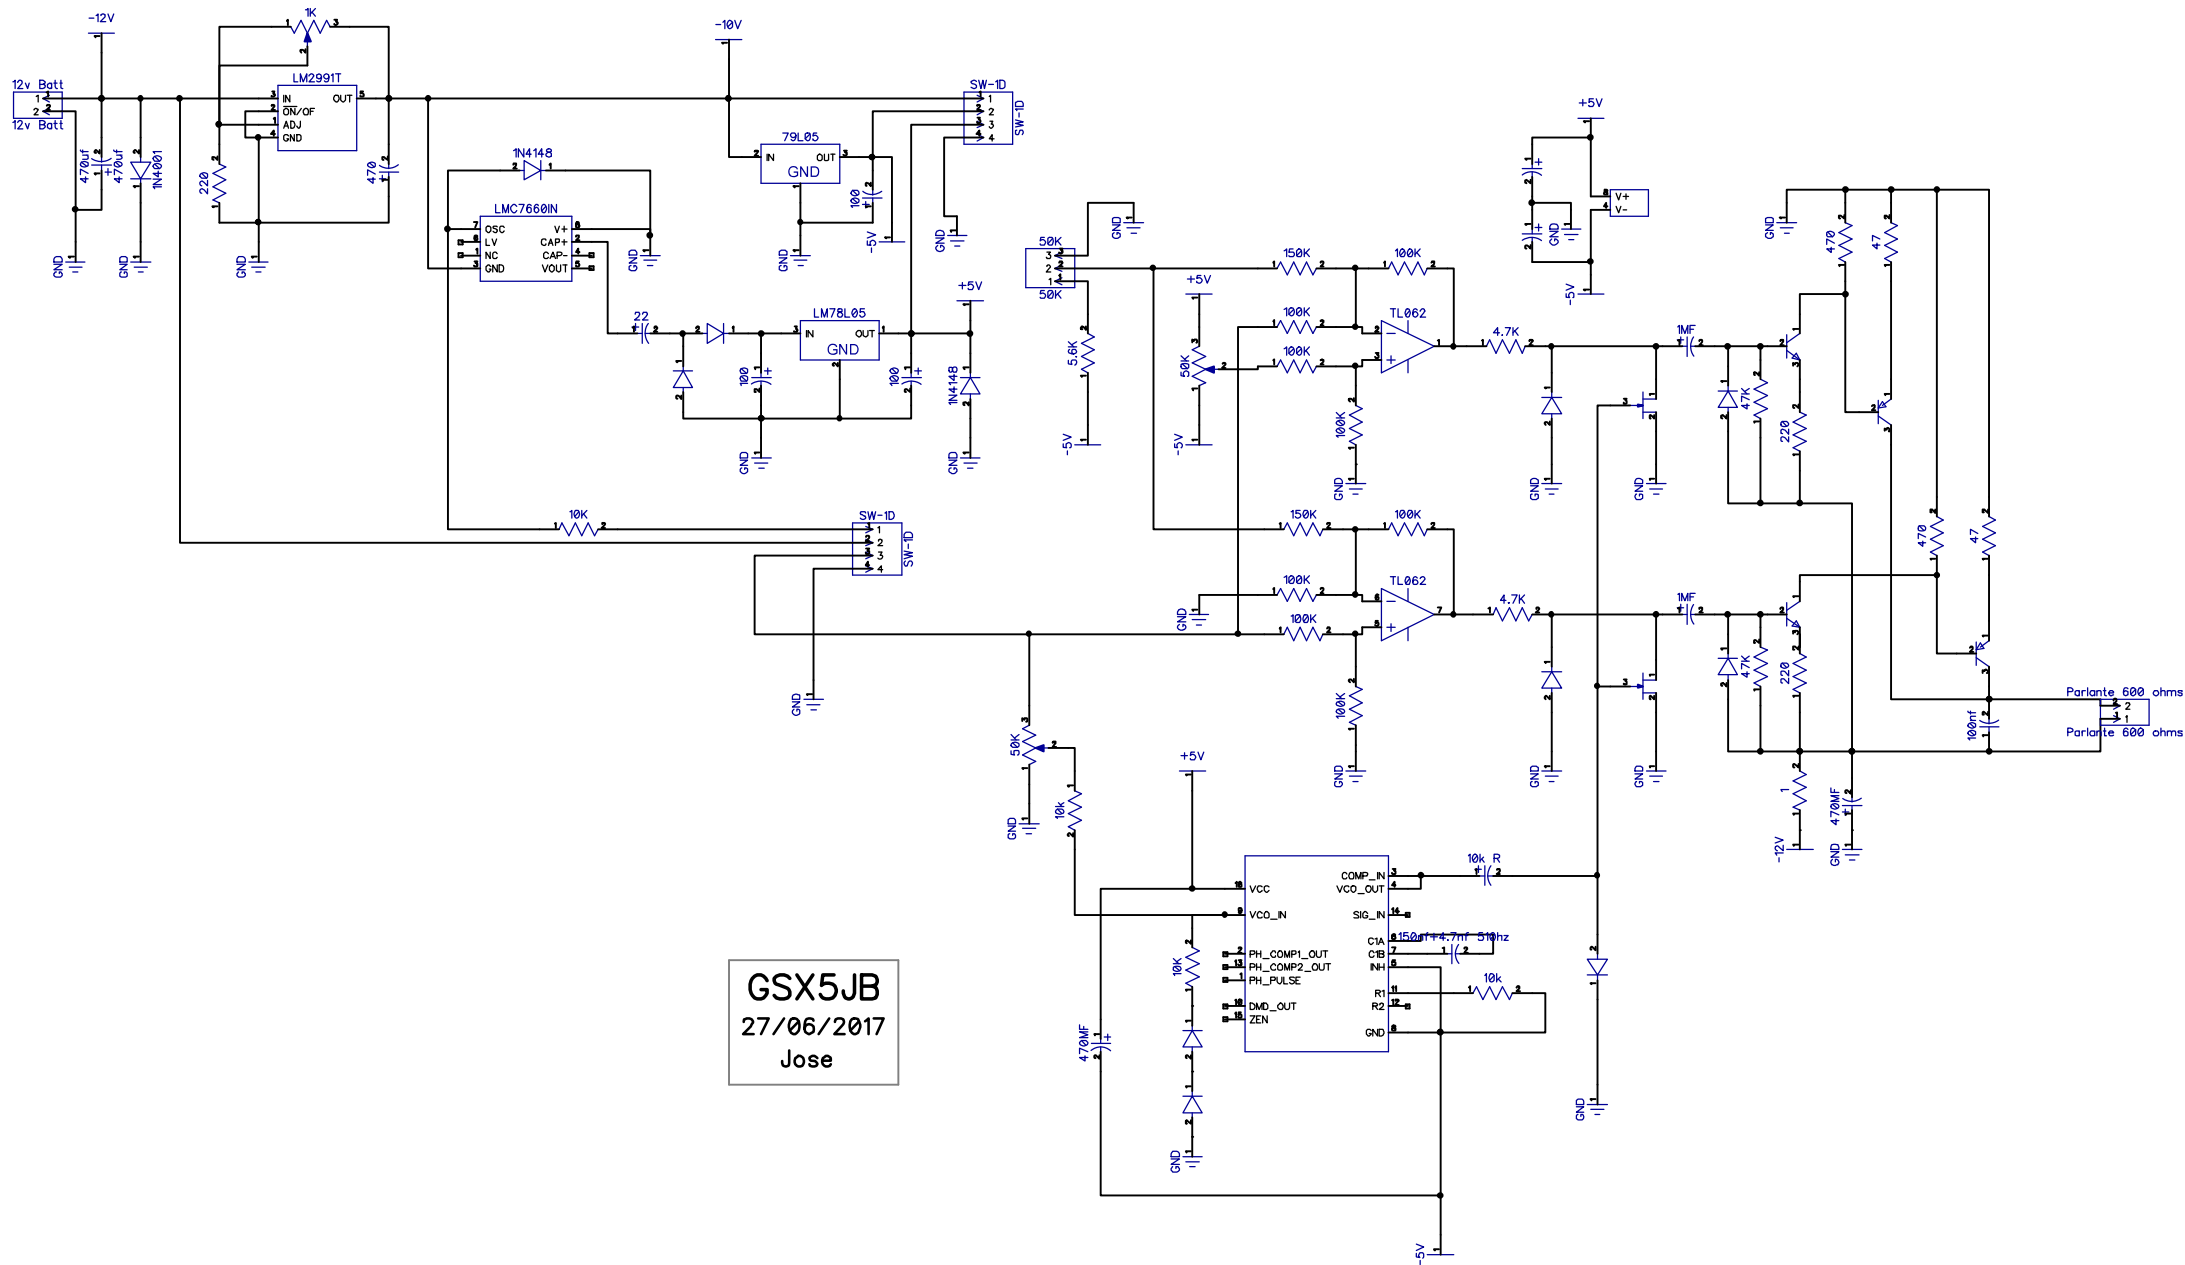 -12V
1K
-10V
12v Batt
LM2991T
SW-1D
12v Batt
IN
OUT
ON/OF
ADJ
GND
SW-1D
79L05
IN
OUT
GND
+5V
470uf
470uf
1N4001
220
470
1N4148
LMC7660IN
OSC
V+
LV
CAP+
NC
CAP-
GND
VOUT
100
-5V
GND
GND
GND
GND
GND
GND
GND
22
LM78L05
IN
OUT
GND
+5V
100
100
1N4148
GND
GND
10K
SW-1D
SW-1D
GND
50K
50K
GND
5.6K
-5V
+5V
50K
-5V
150K
100K
100K
100K
TL062
100K
GND
4.7K
GND
GND
V+
V-
GND
-5V
1MF
47K
220
GND
470
47
150K
100K
100K
100K
TL062
GND
100K
GND
4.7K
GND
GND
1MF
47K
220
470
47
Parlante 600 ohms
Parlante 600 ohms
100nf
1
-12V
470MF
GND
50K
GND
10k
+5V
VCC
VCO_IN
PH_COMP1_OUT
PH_COMP2_OUT
PH_PULSE
DMD_OUT
ZEN
COMP_IN
VCO_OUT
SIG_IN
C1A
C1B
INH
R1
R2
GND
10k R
150nf+4.7nf 510hz
10k
10K
470MF
GND
GND
-5V
GSX5JB
27/06/2017
Jose